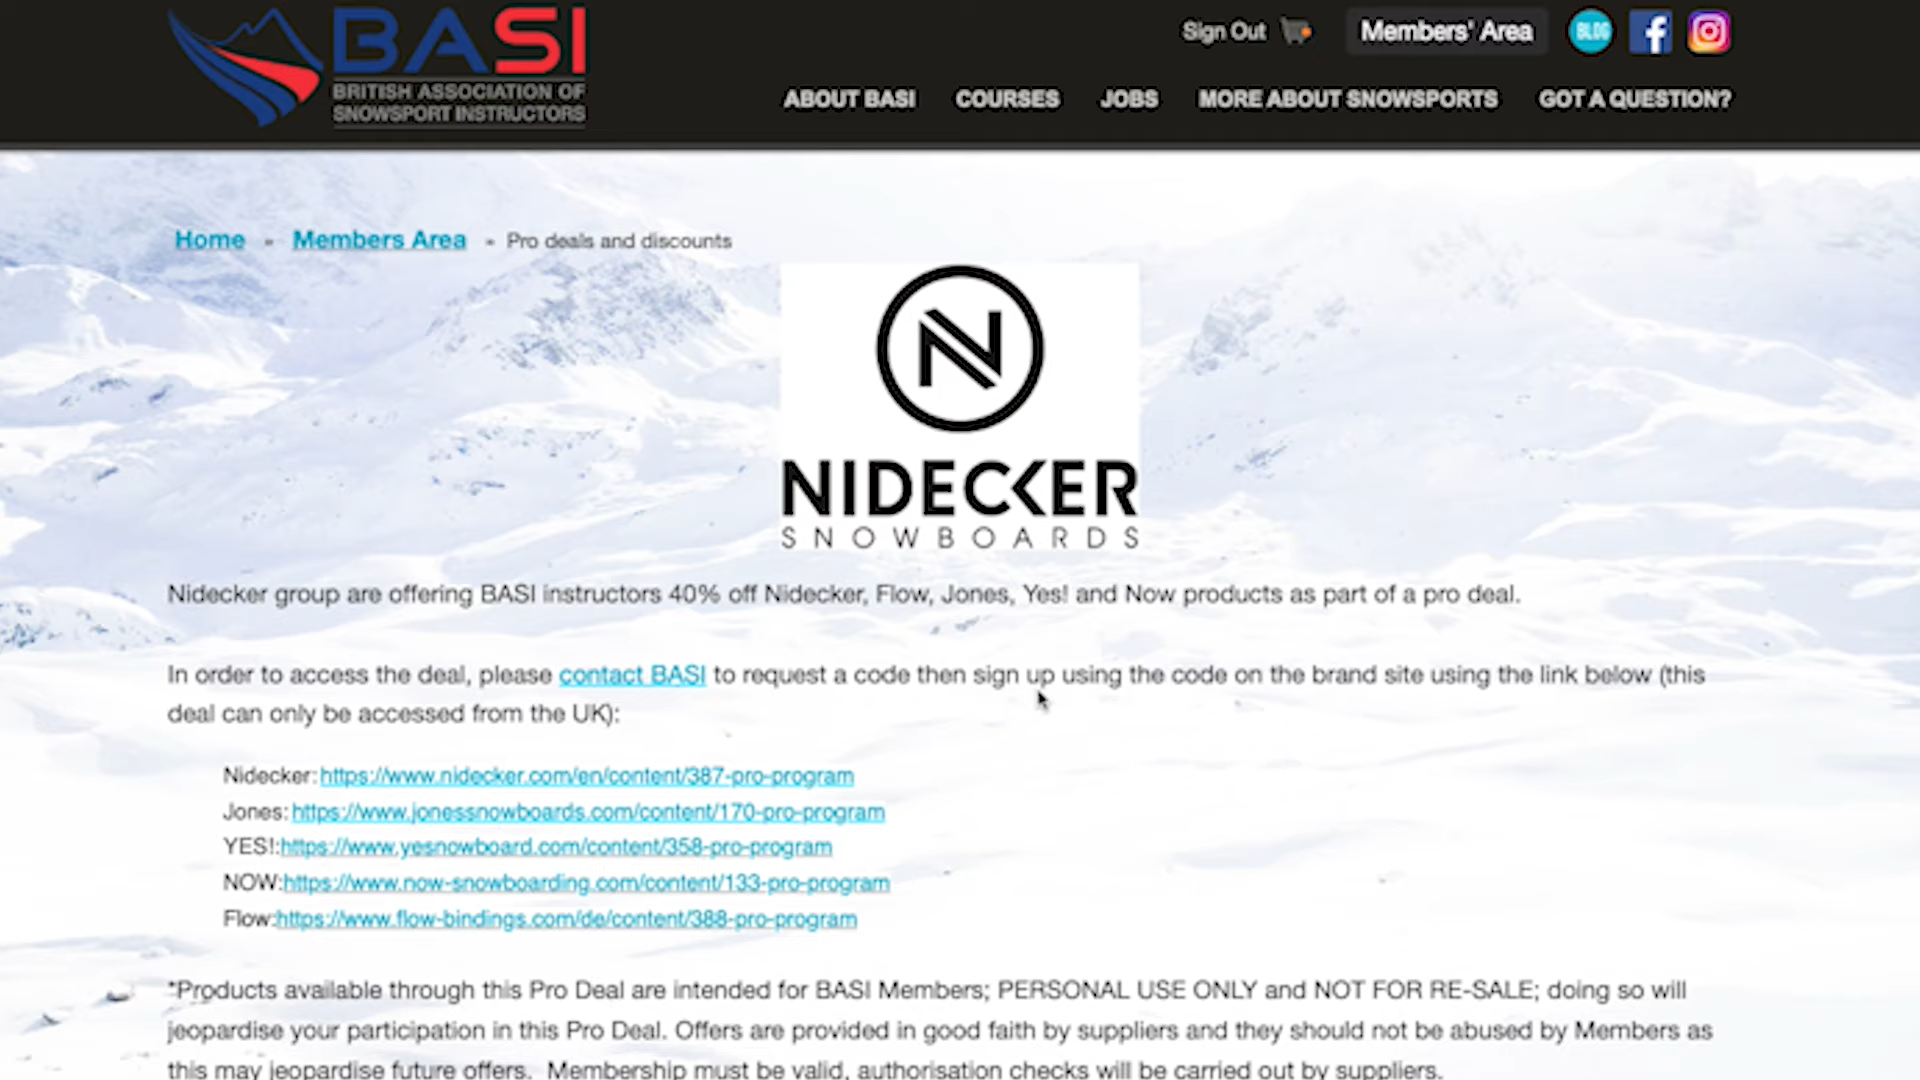 BASI
BRITISH ASSOCIATION OF
SNOWSPORT INSTRUCTORS
Sign Out
Members' Area
BLOG
ABOUT BASI
COURSES
JOBS
MORE ABOUT SNOWSPORTS
GOT A QUESTION?
Home » Members Area » Pro deals and discounts
N
NIDECKER
SNOWBOARDS
Nidecker group are offering BASI instructors 40% off Nidecker, Flow, Jones, Yes! and Now products as part of a pro deal.
In order to access the deal, please contact BASI to request a code then sign up using the code on the brand site using the link below (this
deal can only be accessed from the UK):
Nidecker: https://www.nidecker.com/en/content/387-pro-program
Jones: https://www.jonessnowboards.com/content/170-pro-program
YES!:https://www.yesnowboard.com/content/358-pro-program
NOW:https://www.now-snowboarding.com/content/133-pro-program
Flow:https://www.flow-bindings.com/de/content/388-pro-program
*Products available through this Pro Deal are intended for BASI Members; PERSONAL USE ONLY and NOT FOR RE-SALE; doing so will
jeopardise your participation in this Pro Deal. Offers are provided in good faith by suppliers and they should not be abused by Members as
this may jeopardise future offers. Membership must be valid, authorisation checks will be carried out by suppliers.